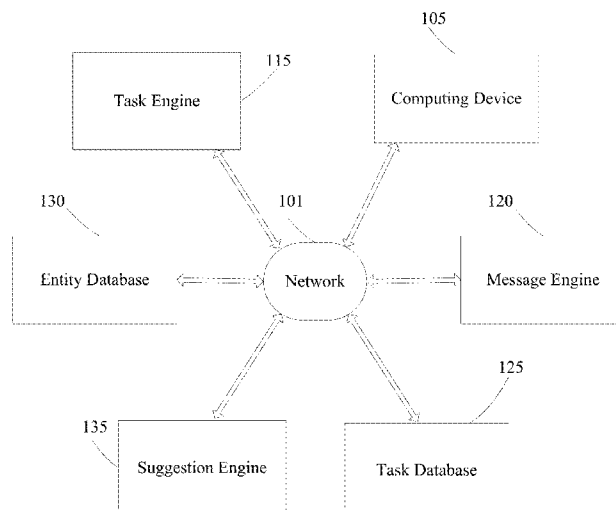 105
115
Task Engine
Computing Device
130
101
120
Entity Database
Network
Message Engine
125
135
Suggestion Engine
Task Database